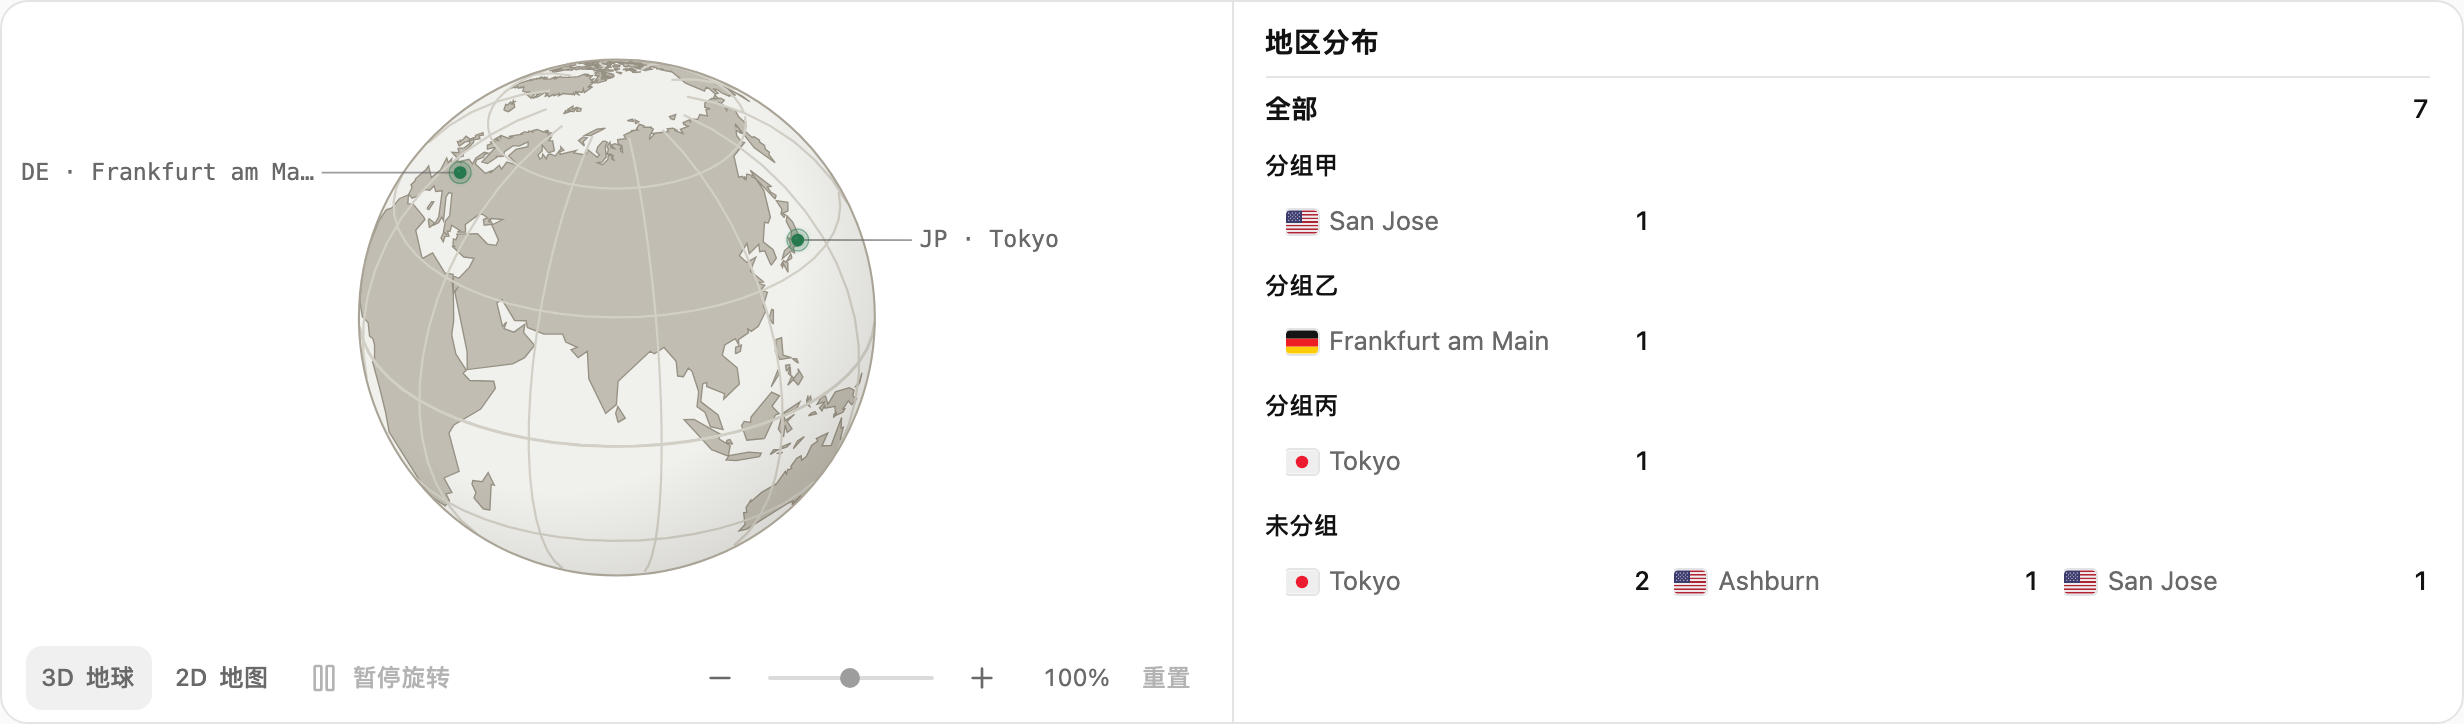 DE · Frankfurt am Ma…
JP · Tokyo
3D 地球
2D 地图
暂停旋转
100%
重置
地区分布
全部 7
分组甲
San Jose 1
分组乙
Frankfurt am Main 1
分组丙
Tokyo 1
未分组
Tokyo 2 Ashburn 1 San Jose 1